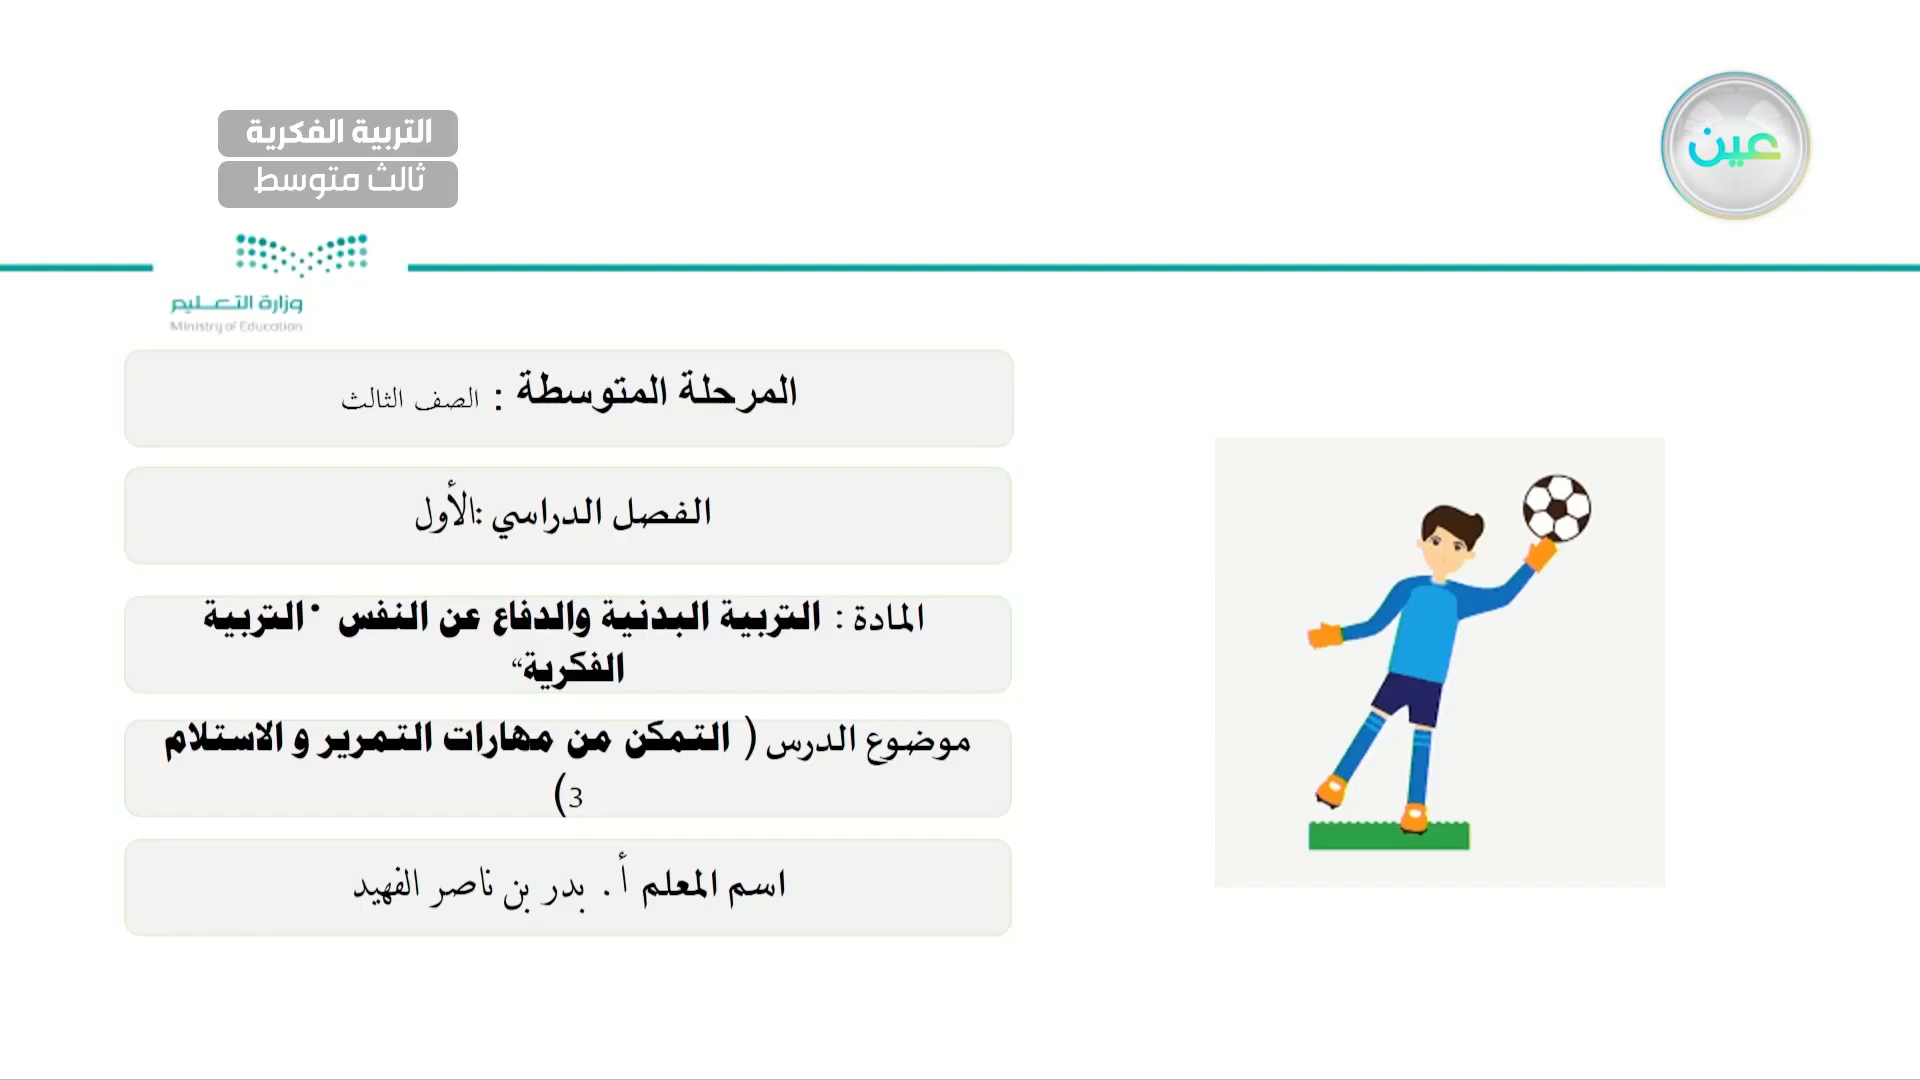 التربية الفكرية
ثالث متوسط
عين
وزارة التعليم
Ministry of Education
المرحلة المتوسطة : الصف الثالث
الفصل الدراسي :الأول
المادة : التربية البدنية والدفاع عن النفس "التربية
الفكرية“
موضوع الدرس ( التمكن من مهارات التمرير و الاستلام
3)
اسم المعلم أ . بدر بن ناصر الفهيد